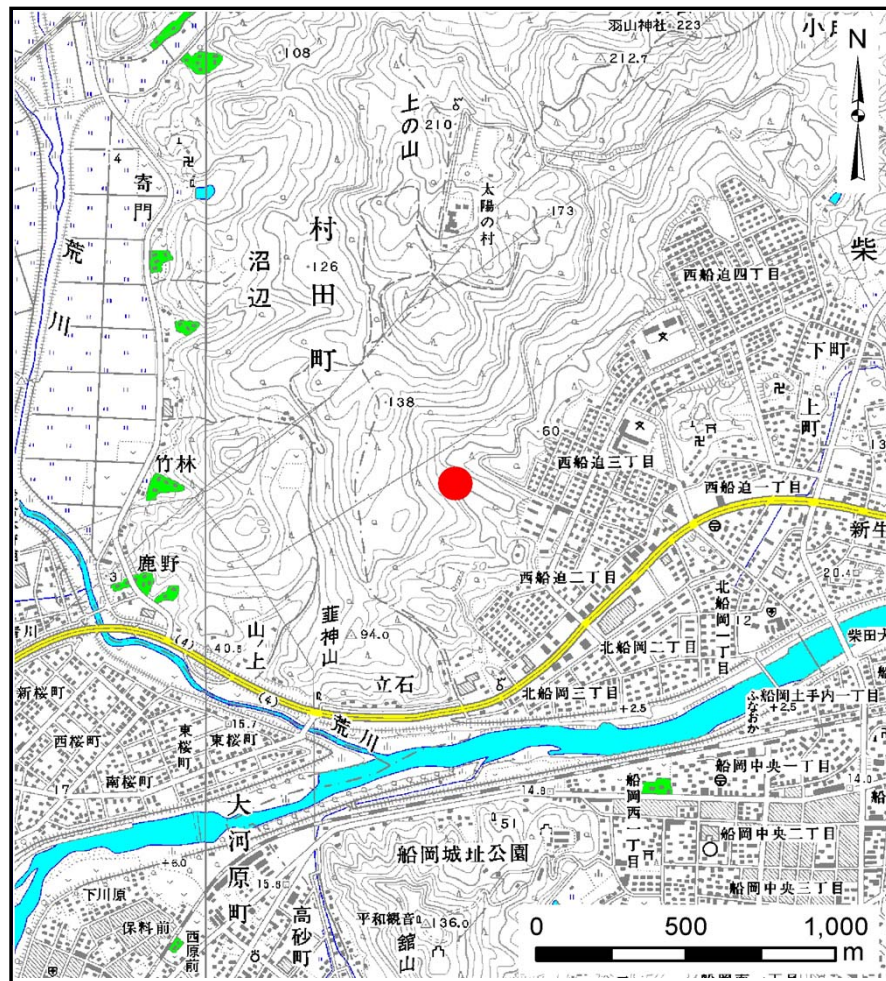 羽山神社 223
N
108
212.7
上の山
210
4
寄門
太陽の村
173
荒川
沼辺
村田町
126
柴
西船迫四丁目
下町
上町
138
60
西船迫三丁目
竹林
西船迫一丁目
新牛
鹿野
3
西船迫二丁目
20.4
北船岡一丁目
12
山ノ上
韮神山
94.0
40.8
(4)
(4)
立石
北船岡二丁目
北船岡三丁目
柴田大
新桜町
15.7
東桜町
東桜町
荒川
+2.5
船岡土手内一丁目
+2.5
ふなおか
西桜町
南桜町
17
14.8
船岡中央一丁目
14.0
大河原町
船岡西一丁目
51
船岡中央二丁目
+6.0
船岡城址公園
下川原
15.8
船岡中央三丁目
保料前
高砂町
平和観音
136.0
舘山
西原前
0 500 1,000
m